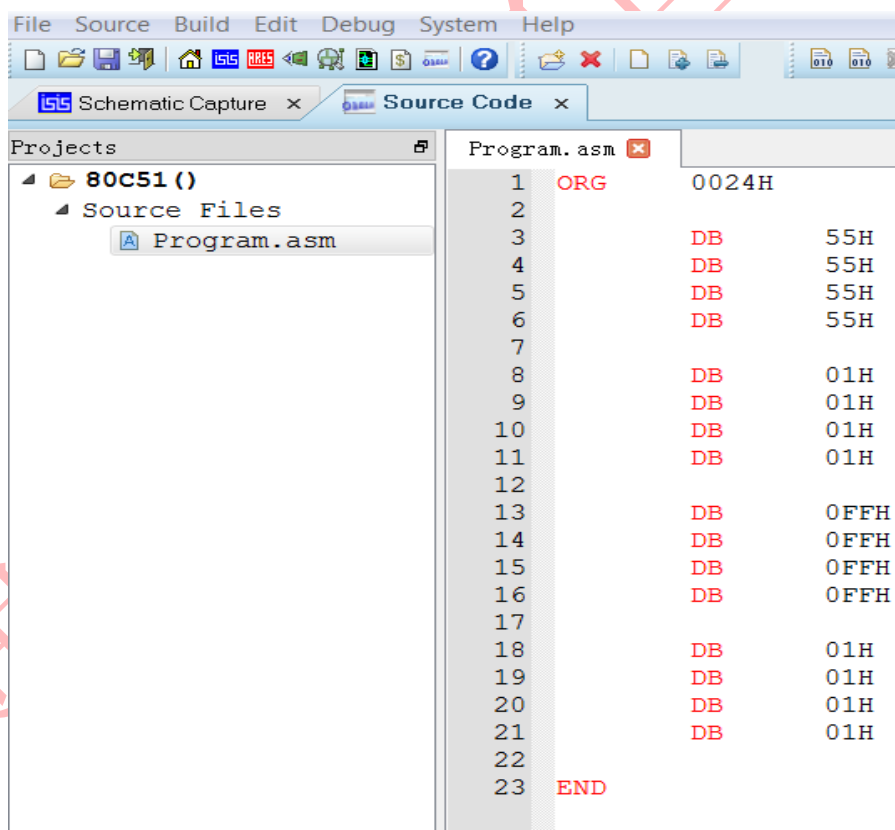 File Source Build Edit Debug System Help
ISIS ARES $ ?
ISIS Schematic Capture x Source Code x
Projects
Program.asm
80C51()
Source Files
Program.asm
1 ORG 0024H
2
3 DB 55H
4 DB 55H
5 DB 55H
6 DB 55H
7
8 DB 01H
9 DB 01H
10 DB 01H
11 DB 01H
12
13 DB 0FFH
14 DB 0FFH
15 DB 0FFH
16 DB 0FFH
17
18 DB 01H
19 DB 01H
20 DB 01H
21 DB 01H
22
23 END